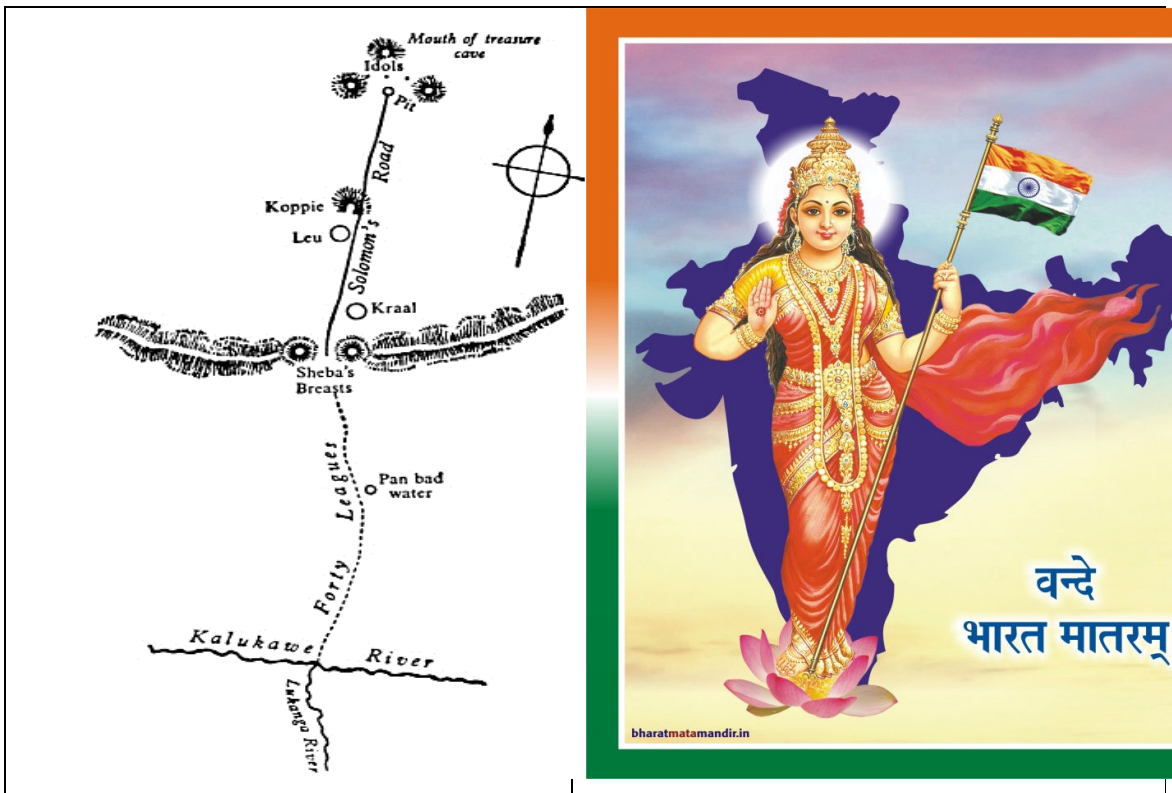 Mouth of treasure
cave
Idols
Pit
Road
Koppie
Leu
Solomon's
Kraal
Sheba's
Breasts
Leagues
Pan bad
water
Forty
Kalukawe River
Lukanga River
वन्दे
भारत मातरम्
bharatmatamandir.in